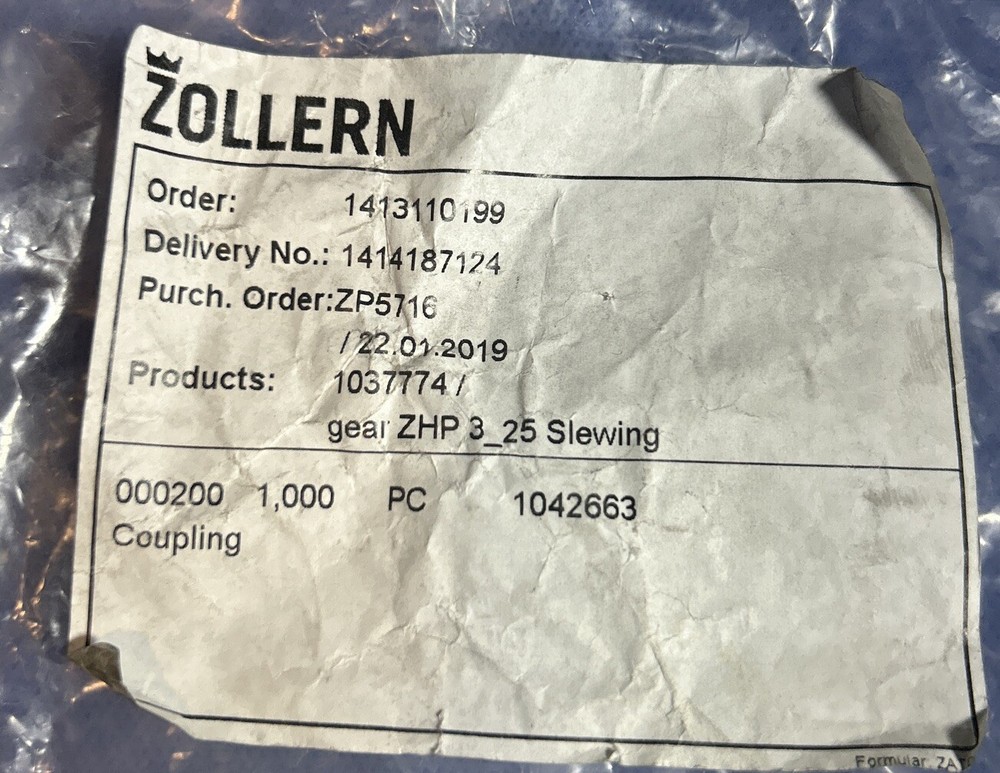 ZOLLERN
Order: 1413110199
Delivery No.: 1414187124
Purch. Order:ZP5716
/ 22.01.2019
Products: 1037774 /
gear ZHP 3_25 Slewing
000200 1,000 PC 1042663
Coupling
Formular